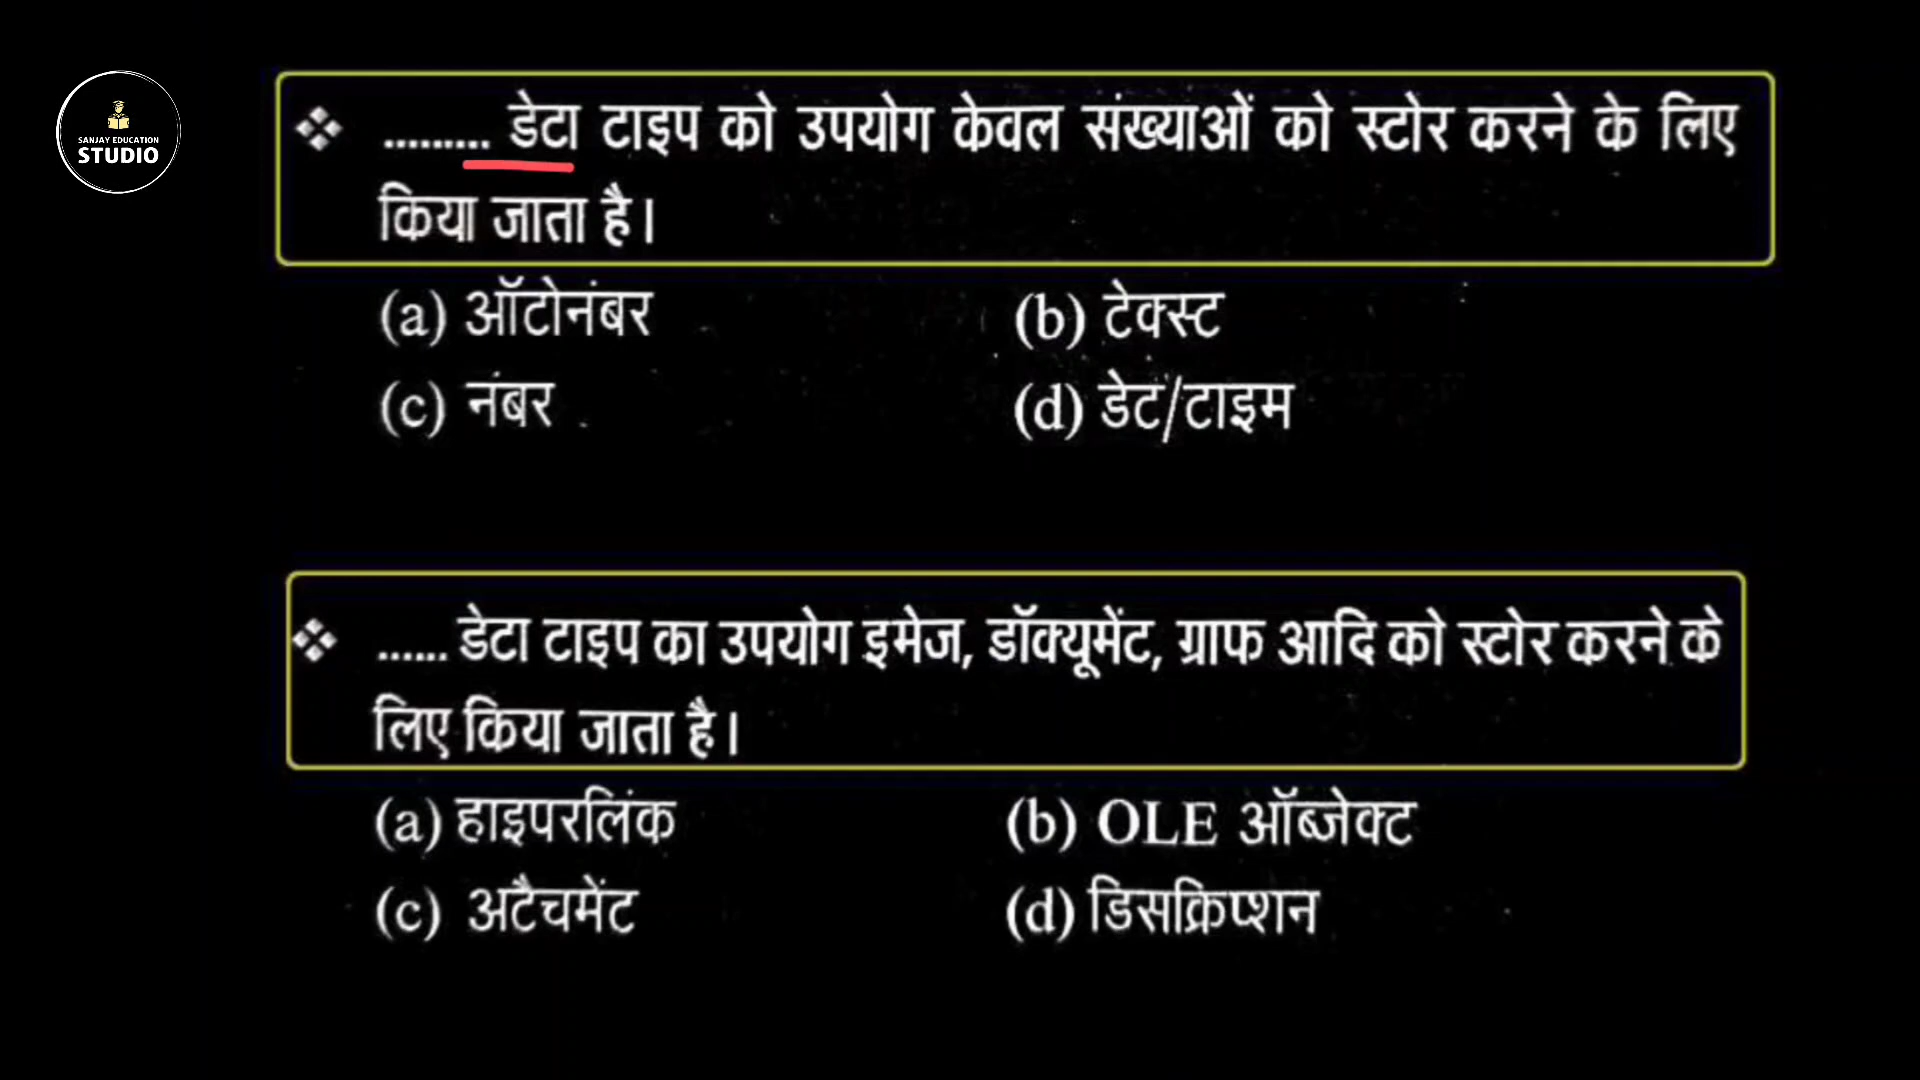 SANJAY EDUCATION
STUDIO
❖ ......... डेटा टाइप को उपयोग केवल संख्याओं को स्टोर करने के लिए
किया जाता है।
(a) ऑटोनंबर (b) टेक्स्ट
(c) नंबर (d) डेट/टाइम
❖ ...... डेटा टाइप का उपयोग इमेज, डॉक्यूमेंट, ग्राफ आदि को स्टोर करने के
लिए किया जाता है।
(a) हाइपरलिंक (b) OLE ऑब्जेक्ट
(c) अटैचमेंट (d) डिसक्रिप्शन